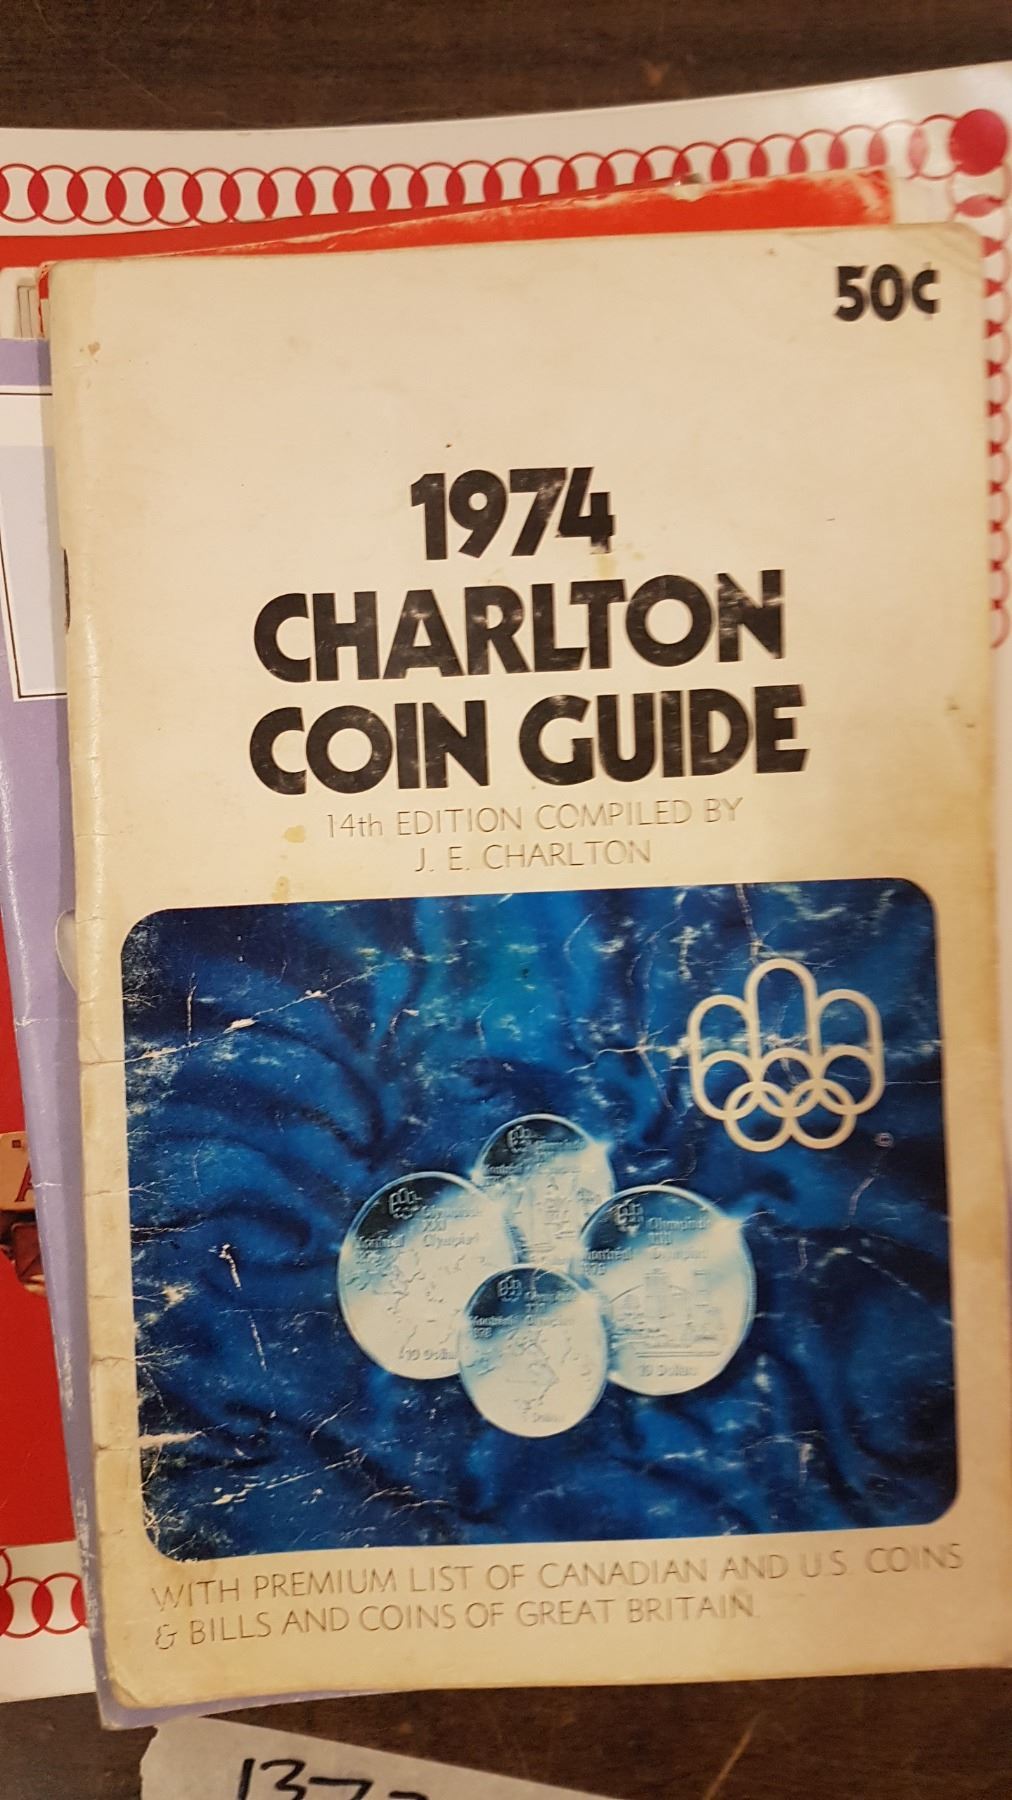 50¢
1974
CHARLTON
COIN GUIDE
14th EDITION COMPILED BY
J. E. CHARLTON
©
WITH PREMIUM LIST OF CANADIAN AND U.S. COINS
& BILLS AND COINS OF GREAT BRITAIN.